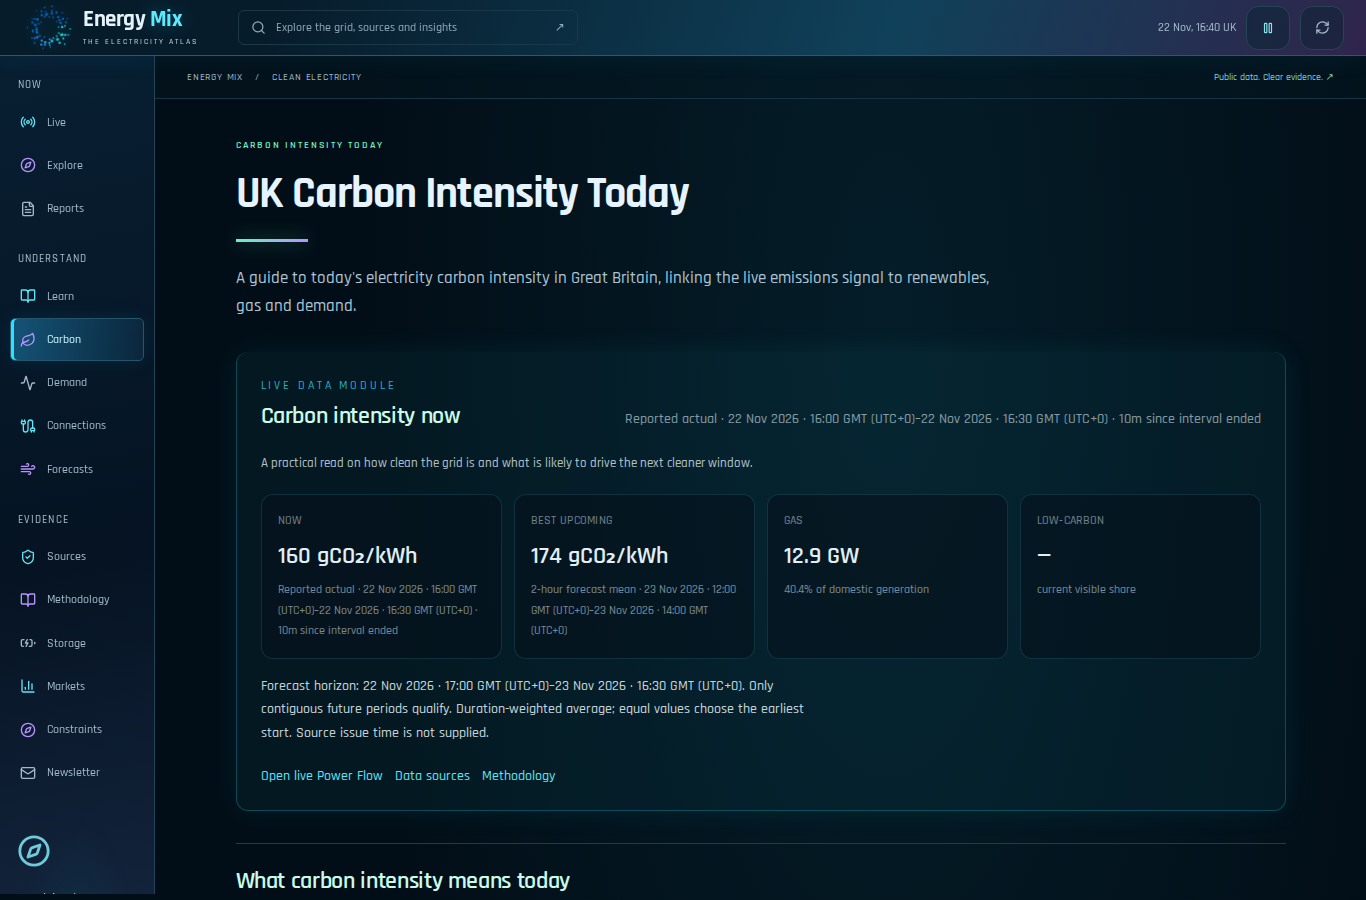 Energy Mix
THE ELECTRICITY ATLAS
Explore the grid, sources and insights ↗
22 Nov, 16:40 UK
NOW
Live
Explore
Reports
UNDERSTAND
Learn
Carbon
Demand
Connections
Forecasts
EVIDENCE
Sources
Methodology
Storage
Markets
Constraints
Newsletter
ENERGY MIX / CLEAN ELECTRICITY
Public data. Clear evidence. ↗
CARBON INTENSITY TODAY
UK Carbon Intensity Today
A guide to today's electricity carbon intensity in Great Britain, linking the live emissions signal to renewables,
gas and demand.
LIVE DATA MODULE
Carbon intensity now
Reported actual · 22 Nov 2026 · 16:00 GMT (UTC+0)–22 Nov 2026 · 16:30 GMT (UTC+0) · 10m since interval ended
A practical read on how clean the grid is and what is likely to drive the next cleaner window.
NOW
160 gCO₂/kWh
Reported actual · 22 Nov 2026 · 16:00 GMT
(UTC+0)–22 Nov 2026 · 16:30 GMT (UTC+0) ·
10m since interval ended
BEST UPCOMING
174 gCO₂/kWh
2-hour forecast mean · 23 Nov 2026 · 12:00
GMT (UTC+0)–23 Nov 2026 · 14:00 GMT
(UTC+0)
GAS
12.9 GW
40.4% of domestic generation
LOW-CARBON
—
current visible share
Forecast horizon: 22 Nov 2026 · 17:00 GMT (UTC+0)–23 Nov 2026 · 16:30 GMT (UTC+0). Only
contiguous future periods qualify. Duration-weighted average; equal values choose the earliest
start. Source issue time is not supplied.
Open live Power Flow Data sources Methodology
What carbon intensity means today